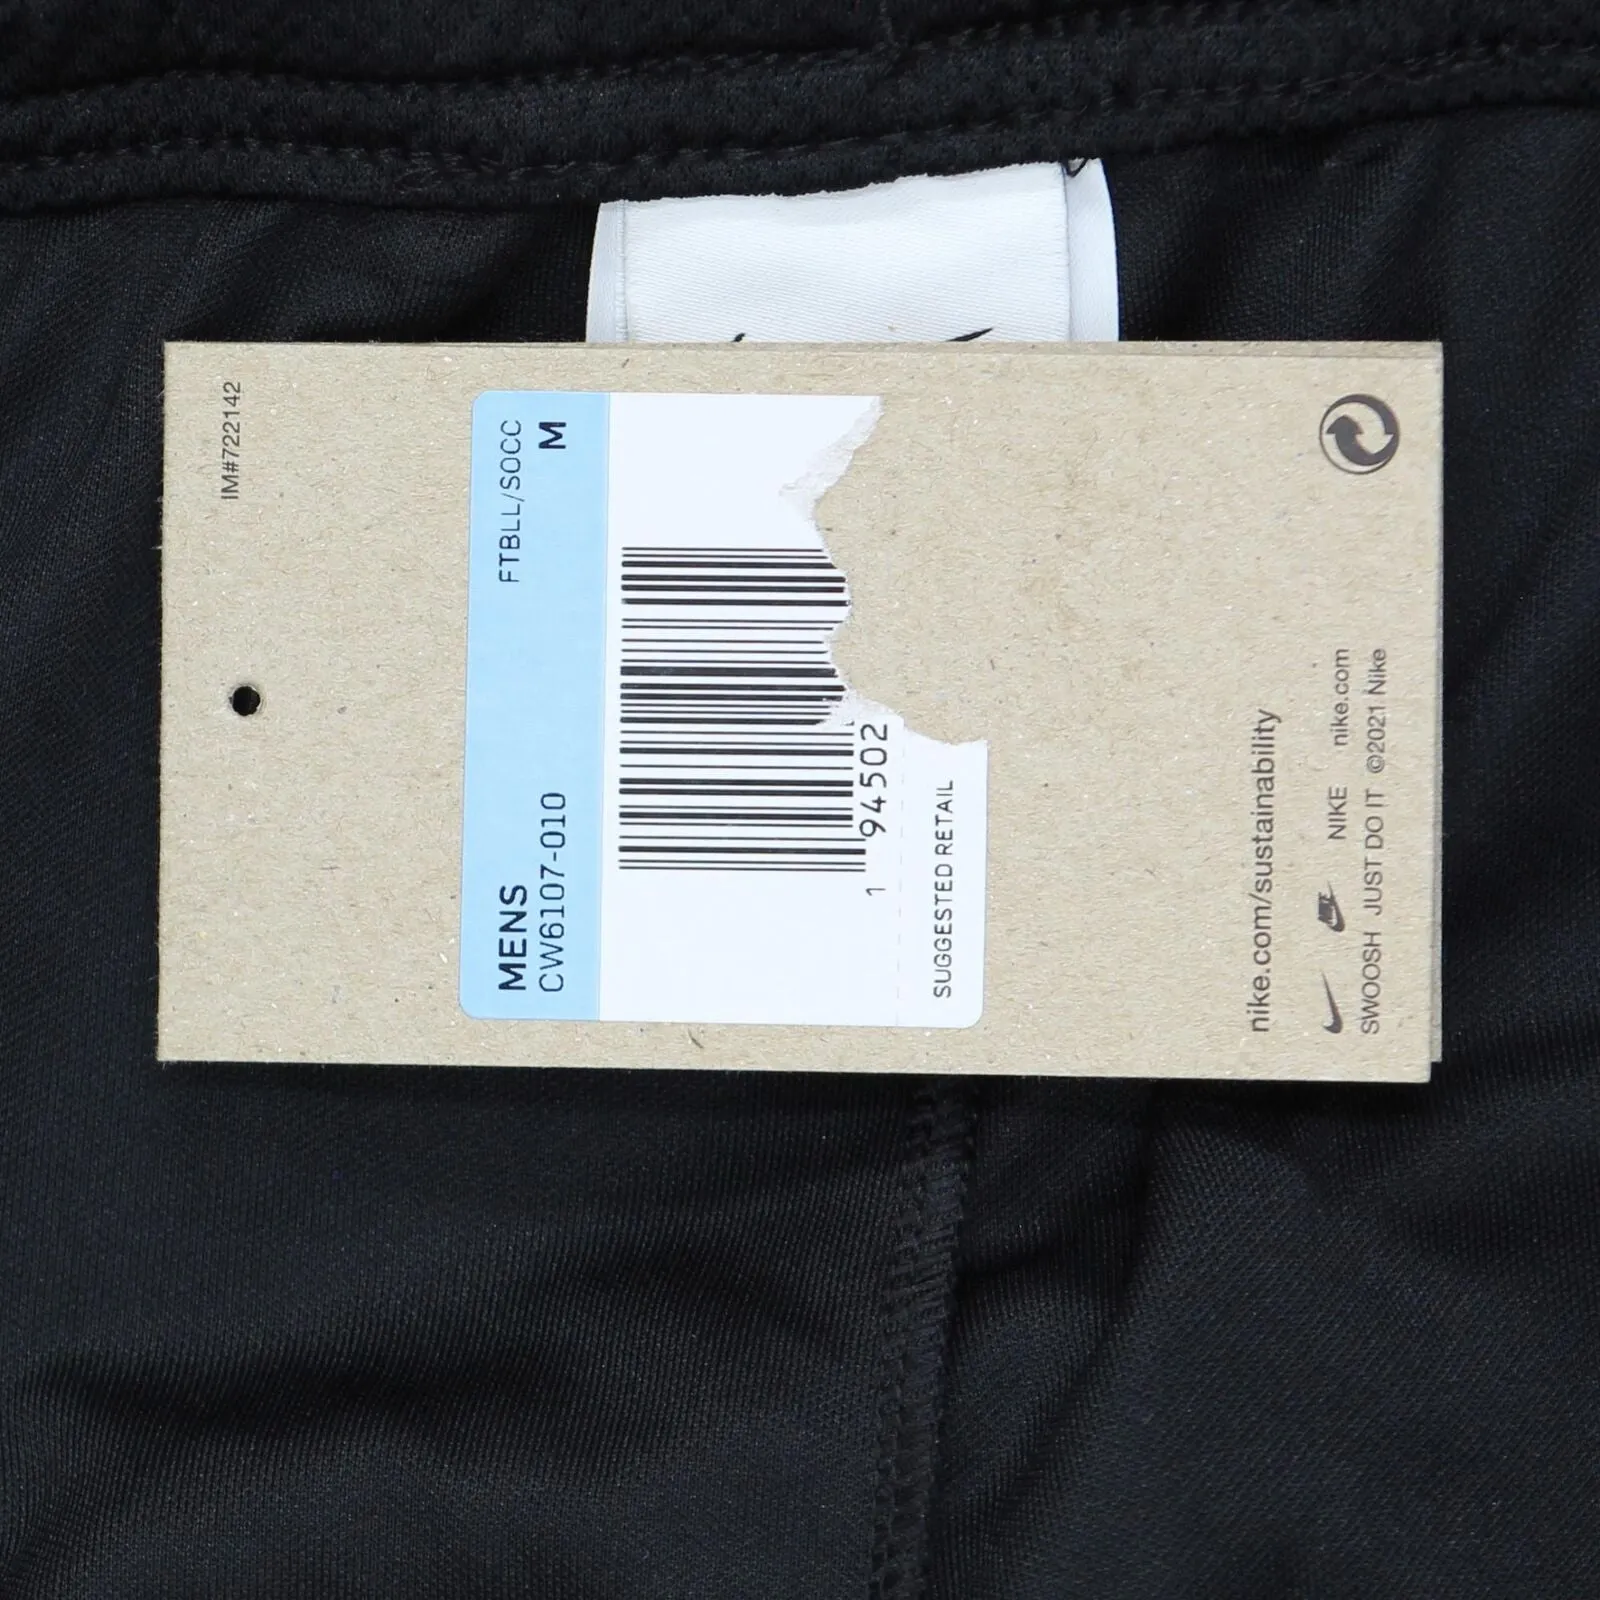 IM#722142
MENS FTBLL/SOCC
CW6107-010 M
1 94502
SUGGESTED RETAIL
nike.com/sustainability
NIKE nike.com
SWOOSH JUST DO IT ©2021 Nike